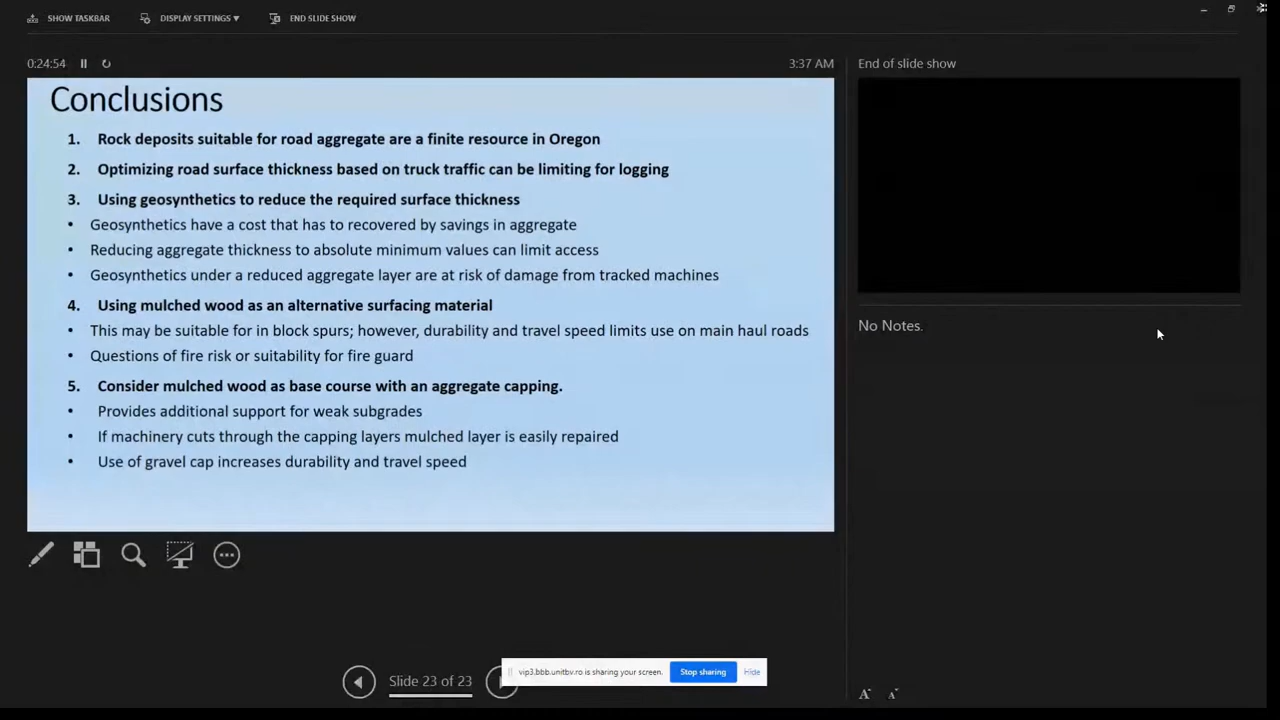 SHOW TASKBAR
DISPLAY SETTINGS ▼
END SLIDE SHOW
0:24:54
3:37 AM
Conclusions
1. Rock deposits suitable for road aggregate are a finite resource in Oregon
2. Optimizing road surface thickness based on truck traffic can be limiting for logging
3. Using geosynthetics to reduce the required surface thickness
• Geosynthetics have a cost that has to recovered by savings in aggregate
• Reducing aggregate thickness to absolute minimum values can limit access
• Geosynthetics under a reduced aggregate layer are at risk of damage from tracked machines
4. Using mulched wood as an alternative surfacing material
• This may be suitable for in block spurs; however, durability and travel speed limits use on main haul roads
• Questions of fire risk or suitability for fire guard
5. Consider mulched wood as base course with an aggregate capping.
• Provides additional support for weak subgrades
• If machinery cuts through the capping layers mulched layer is easily repaired
• Use of gravel cap increases durability and travel speed
Slide 23 of 23
vip3.bbb.unitbv.ro is sharing your screen.
Stop sharing
Hide
End of slide show
No Notes.
A
A